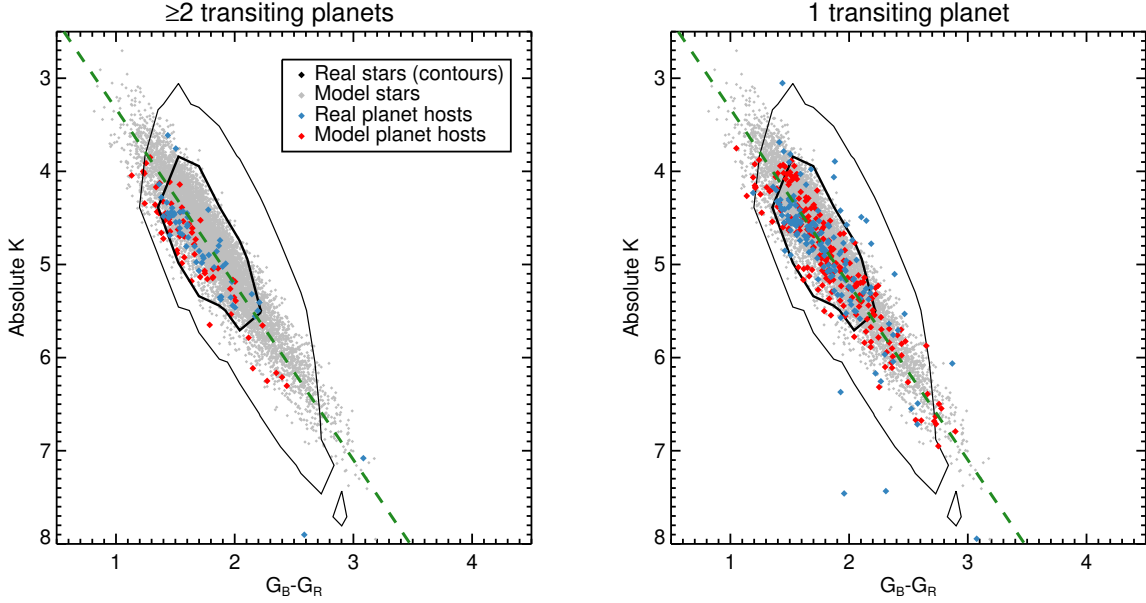 ≥2 transiting planets
1 transiting planet
Real stars (contours)
Model stars
Real planet hosts
Model planet hosts
3
4
5
6
7
8
Absolute K
1
2
3
4
G_B-G_R
3
4
5
6
7
8
Absolute K
1
2
3
4
G_B-G_R